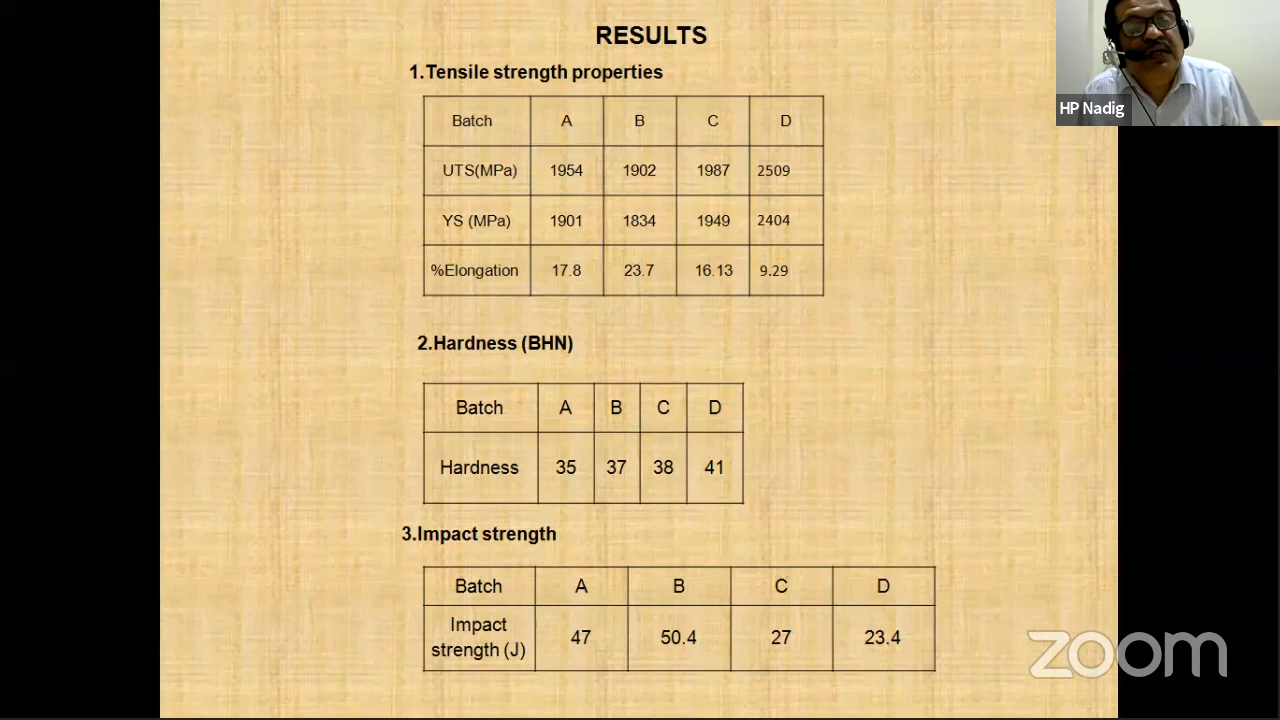 RESULTS
HP Nadig
1.Tensile strength properties
Batch A B C D
UTS(MPa) 1954 1902 1987 2509
YS (MPa) 1901 1834 1949 2404
%Elongation 17.8 23.7 16.13 9.29
2.Hardness (BHN)
Batch A B C D
Hardness 35 37 38 41
3.Impact strength
Batch A B C D
Impact
strength (J) 47 50.4 27 23.4
zoom